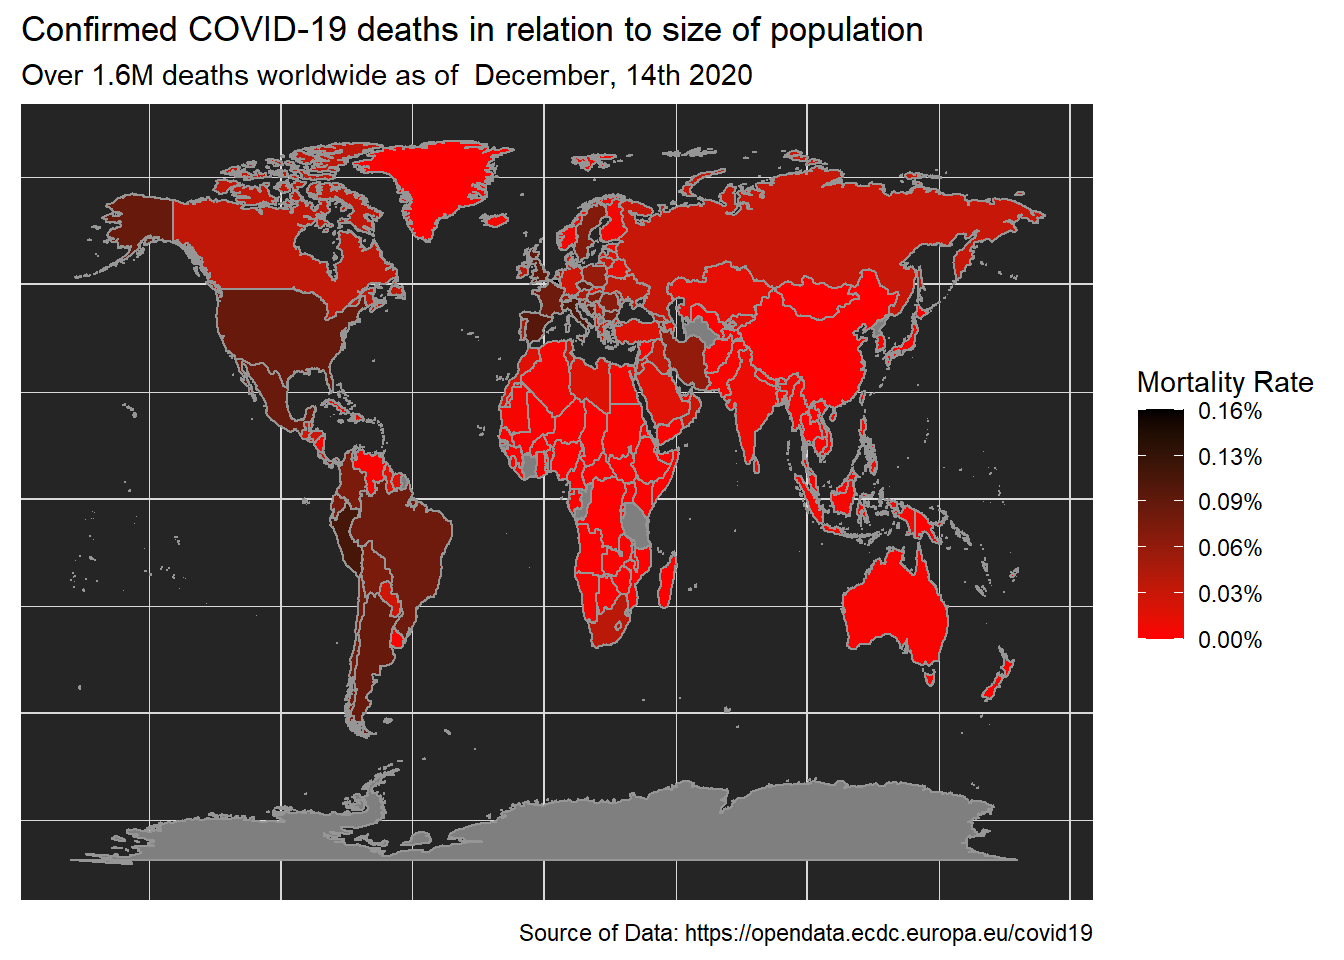 Confirmed COVID-19 deaths in relation to size of population
Over 1.6M deaths worldwide as of  December, 14th 2020
Mortality Rate
0.16%
0.13%
0.09%
0.06%
0.03%
0.00%
Source of Data: https://opendata.ecdc.europa.eu/covid19